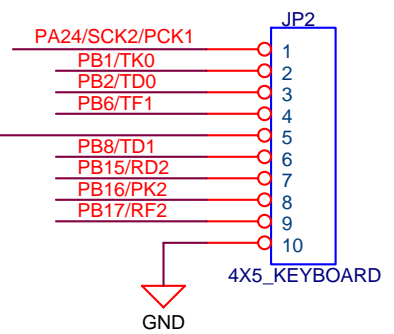 JP2
PA24/SCK2/PCK1
1
PB1/TK0
2
PB2/TD0
3
PB6/TF1
4
5
PB8/TD1
6
PB15/RD2
7
PB16/PK2
8
PB17/RF2
9
10
4X5_KEYBOARD
GND